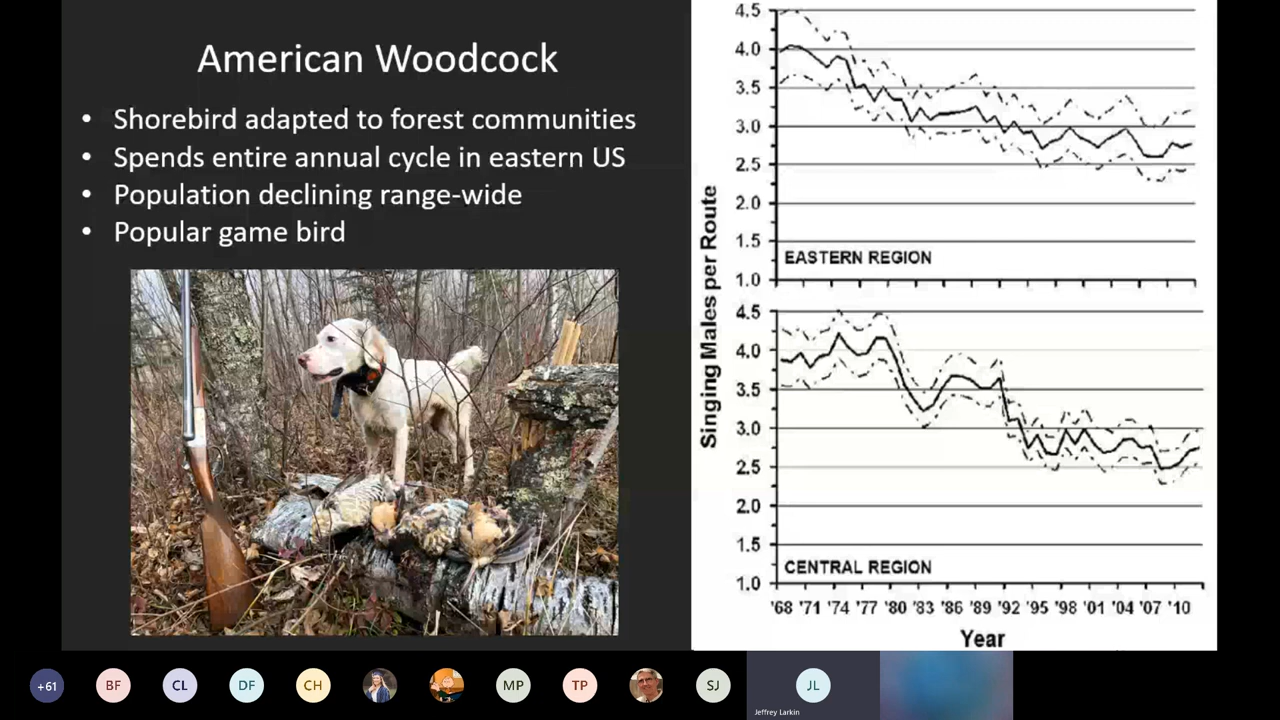 American Woodcock
• Shorebird adapted to forest communities
• Spends entire annual cycle in eastern US
• Population declining range-wide
• Popular game bird
Singing Males per Route
4.5
4.0
3.5
3.0
2.5
2.0
1.5
1.0
EASTERN REGION
4.5
4.0
3.5
3.0
2.5
2.0
1.5
1.0
CENTRAL REGION
'68 '71 '74 '77 '80 '83 '86 '89 '92 '95 '98 '01 '04 '07 '10
Year
+61 BF CL DF CH MP TP SJ JL
Jeffrey Larkin